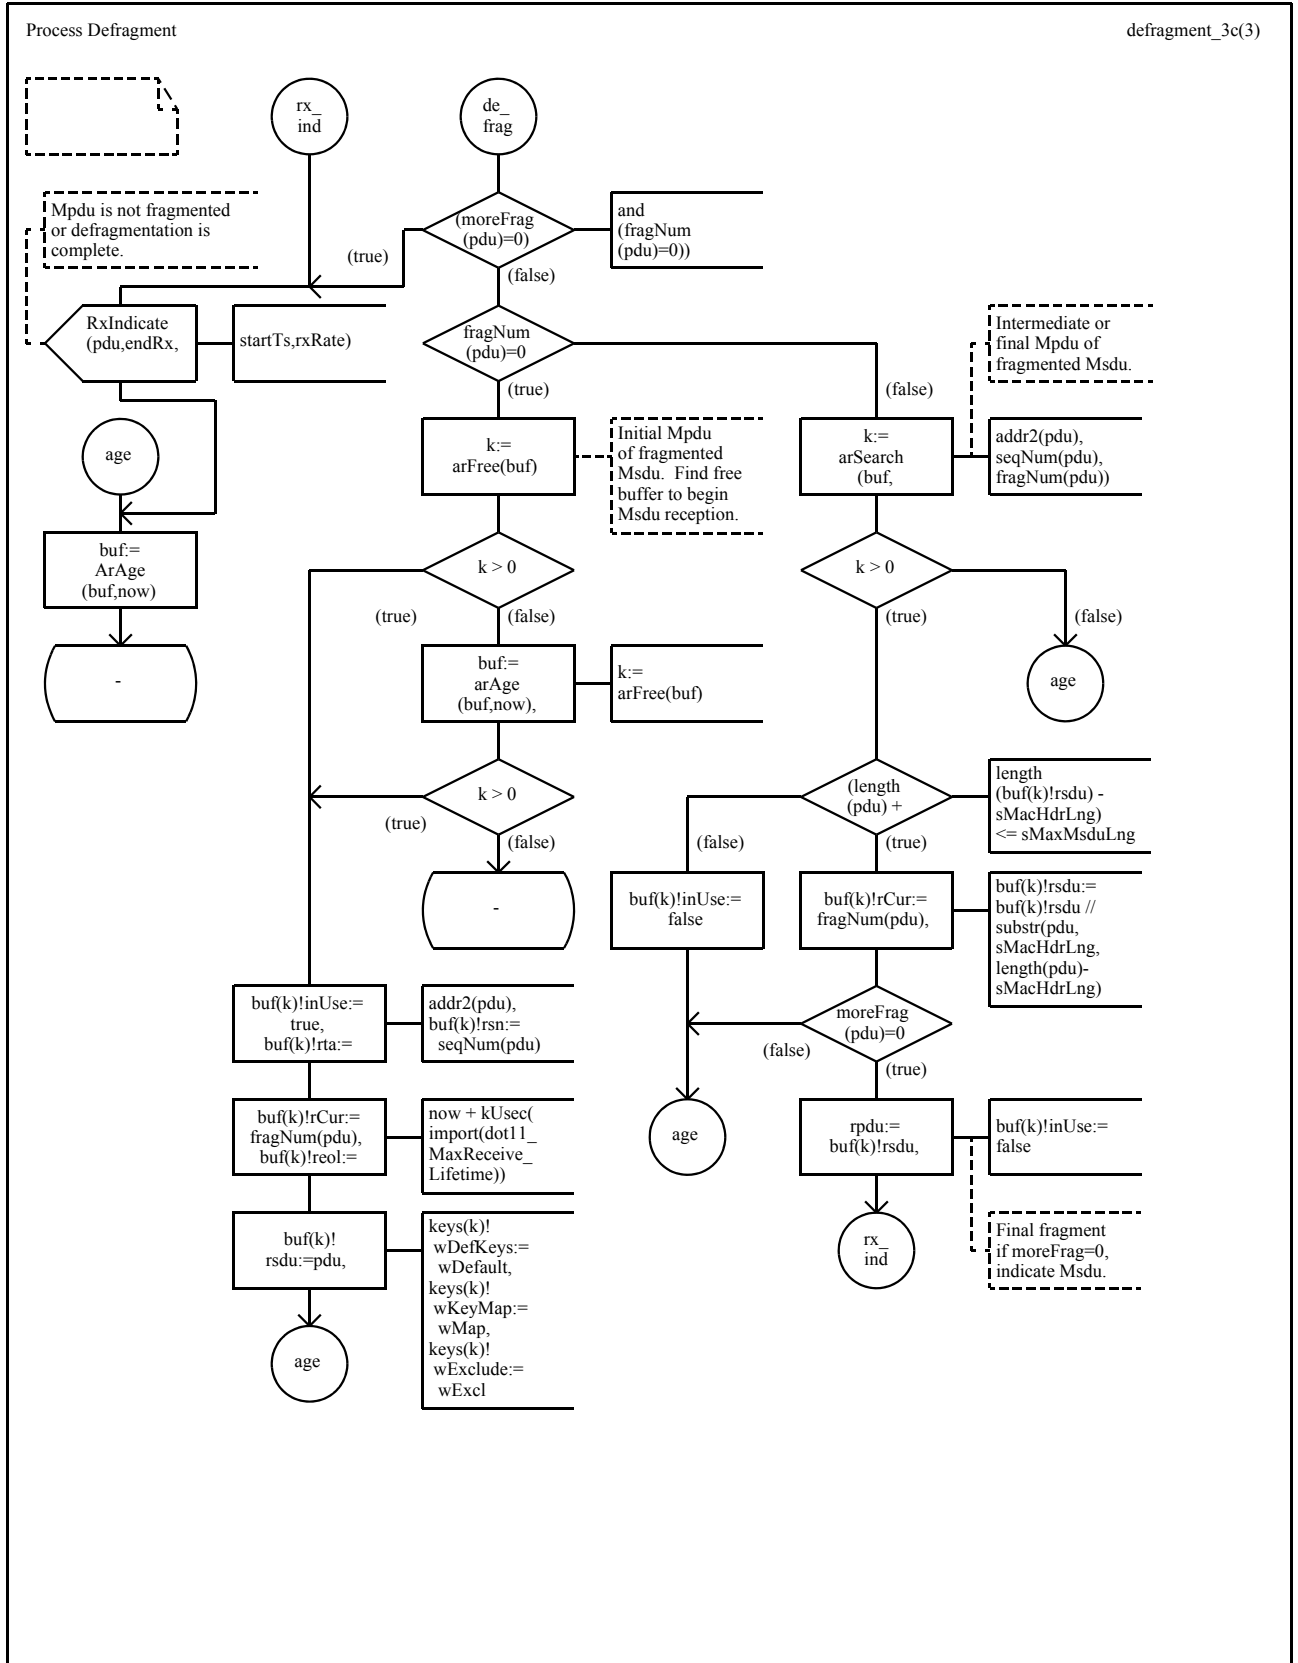 Process Defragment
defragment_3c(3)
rx_
ind
de_
frag
Mpdu is not fragmented
or defragmentation is
complete.
(moreFrag
(pdu)=0)
and
(fragNum
(pdu)=0))
(true)
(false)
RxIndicate
(pdu,endRx,
startTs,rxRate)
fragNum
(pdu)=0
Intermediate or
final Mpdu of
fragmented Msdu.
(true)
(false)
age
k:=
arFree(buf)
Initial Mpdu
of fragmented
Msdu. Find free
buffer to begin
Msdu reception.
k:=
arSearch
(buf,
addr2(pdu),
seqNum(pdu),
fragNum(pdu))
buf:=
ArAge
(buf,now)
k > 0
k > 0
(true)
(false)
(true)
(false)
-
buf:=
arAge
(buf,now),
k:=
arFree(buf)
age
k > 0
(length
(pdu) +
length
(buf(k)!rsdu) -
sMacHdrLng)
<= sMaxMsduLng
(true)
(false)
(false)
(true)
-
buf(k)!inUse:=
false
buf(k)!rCur:=
fragNum(pdu),
buf(k)!rsdu:=
buf(k)!rsdu //
substr(pdu,
sMacHdrLng,
length(pdu)-
sMacHdrLng)
buf(k)!inUse:=
true,
buf(k)!rta:=
addr2(pdu),
buf(k)!rsn:=
seqNum(pdu)
moreFrag
(pdu)=0
(false)
(true)
buf(k)!rCur:=
fragNum(pdu),
buf(k)!reol:=
now + kUsec(
import(dot11_
MaxReceive_
Lifetime))
age
rpdu:=
buf(k)!rsdu,
buf(k)!inUse:=
false
buf(k)!
rsdu:=pdu,
keys(k)!
wDefKeys:=
wDefault,
keys(k)!
wKeyMap:=
wMap,
keys(k)!
wExclude:=
wExcl
rx_
ind
Final fragment
if moreFrag=0,
indicate Msdu.
age